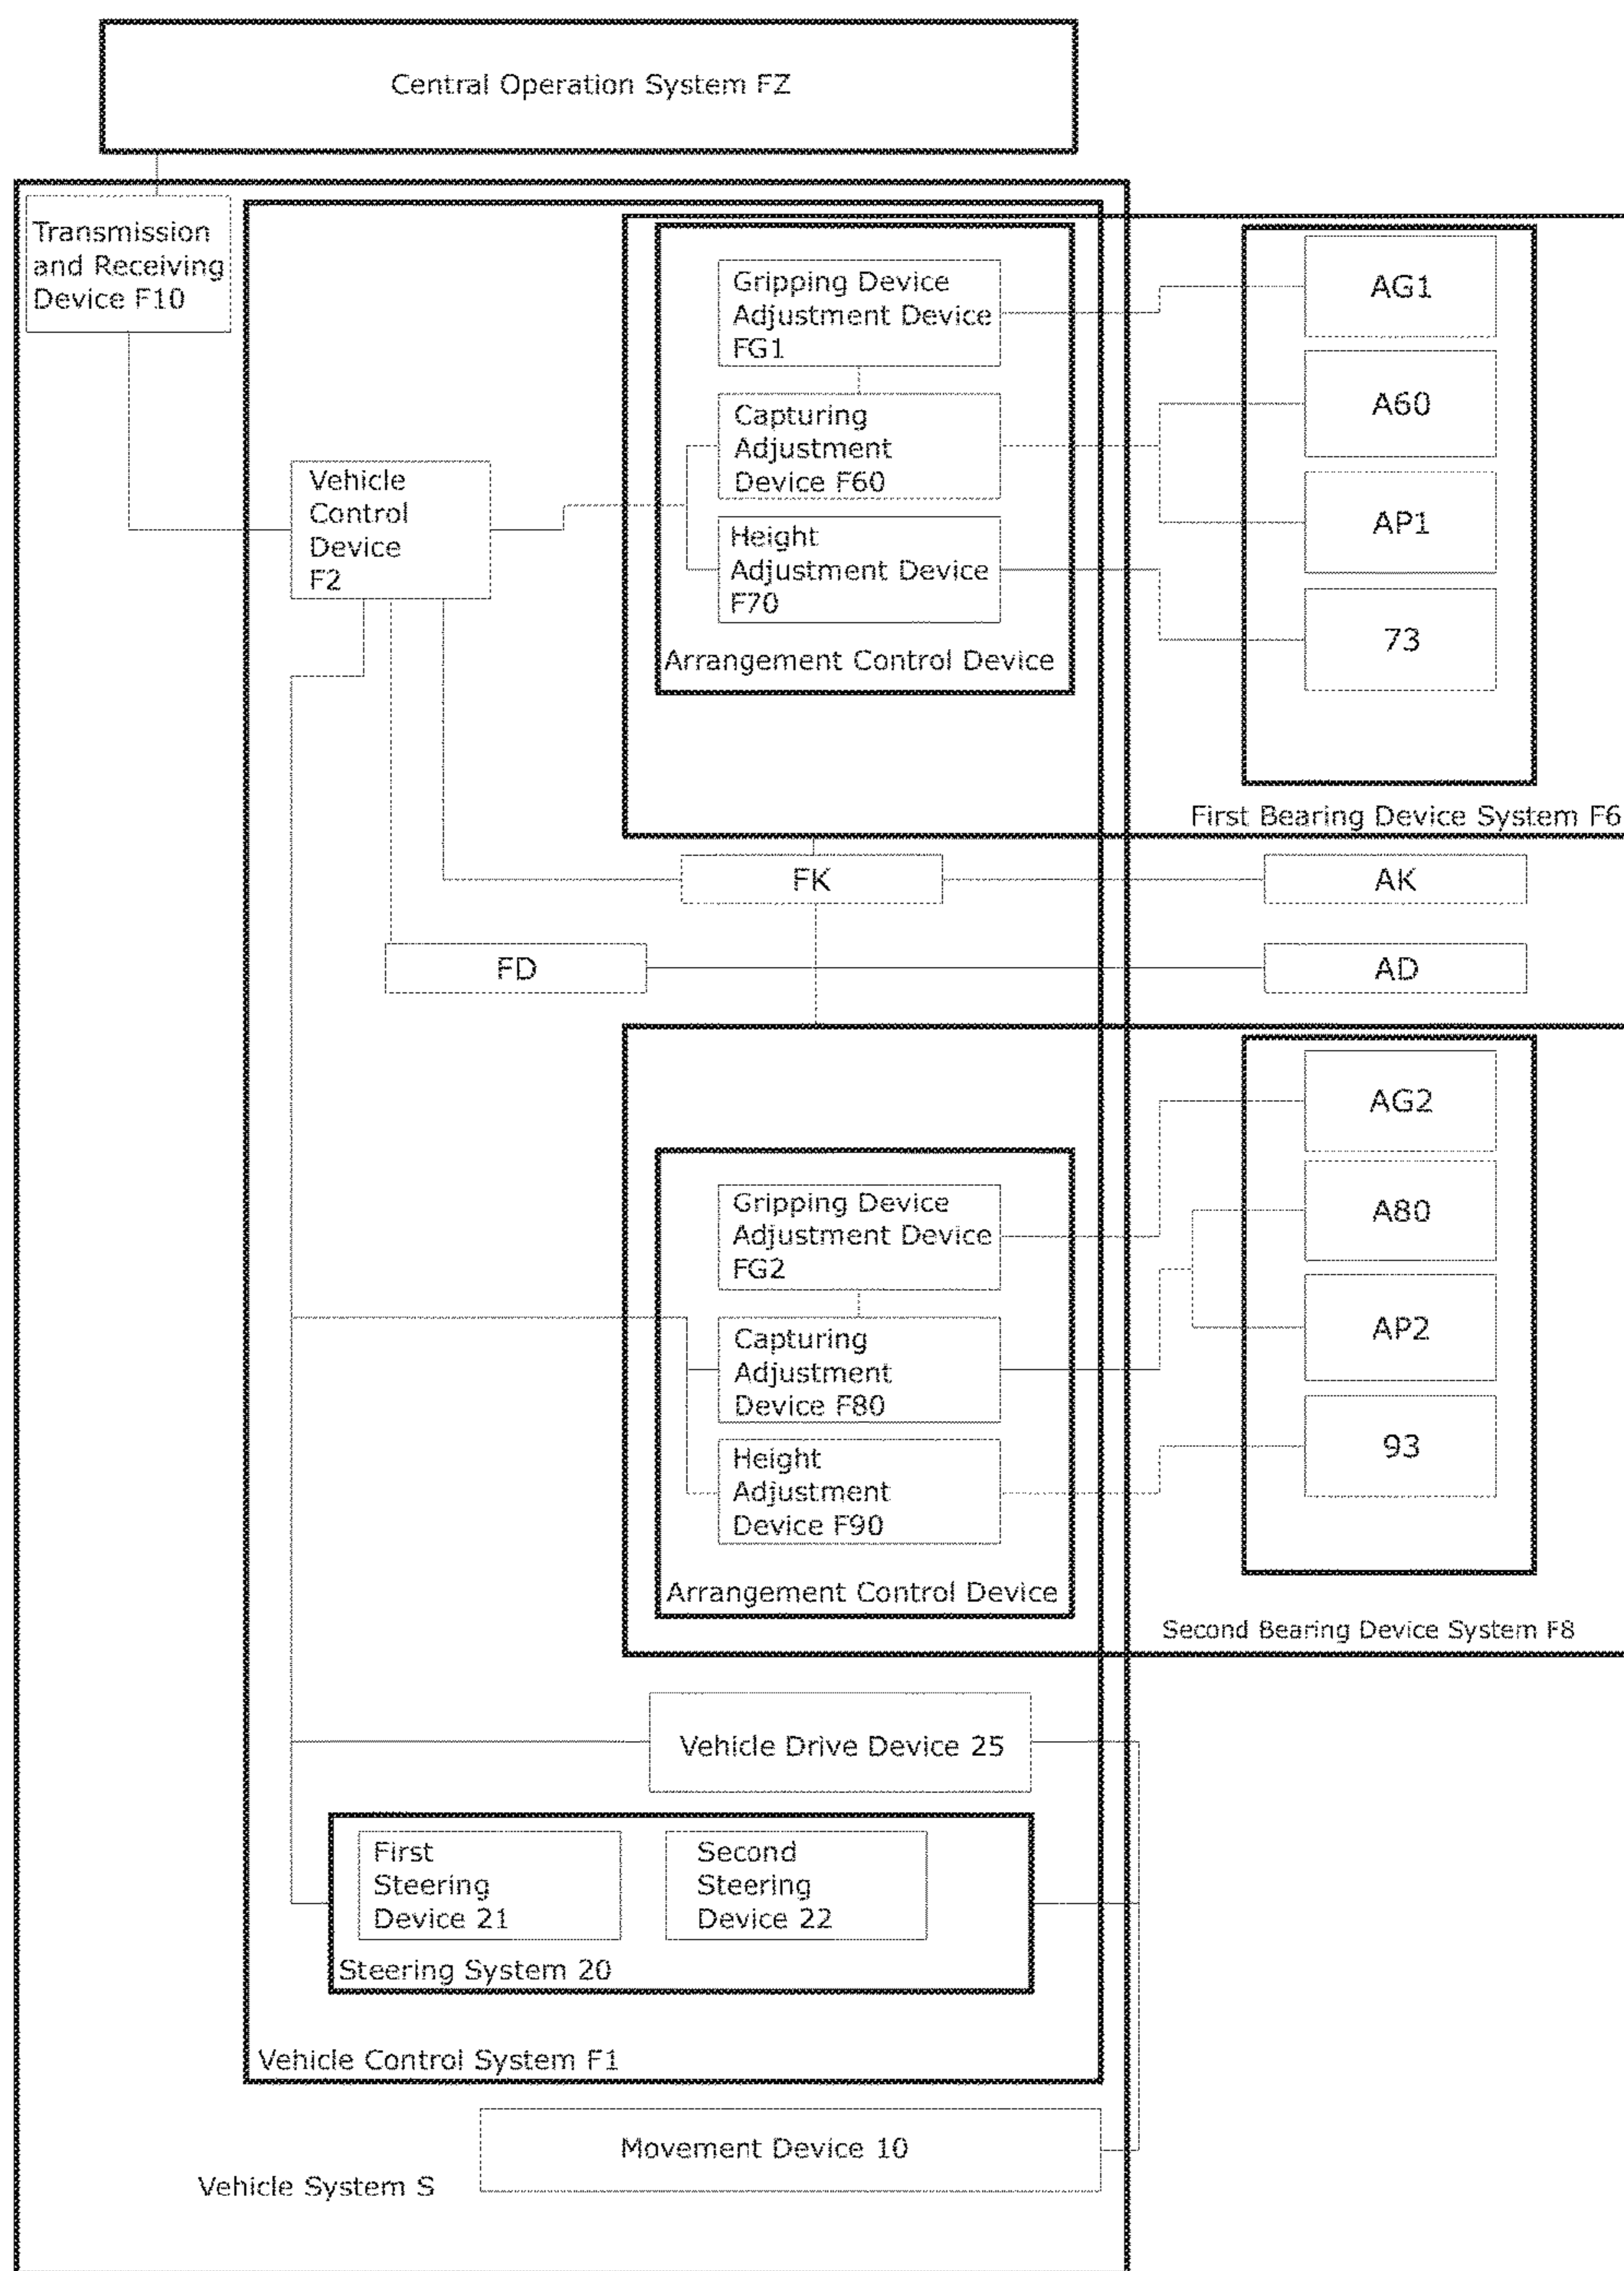 Central Operation System FZ
Transmission
and Receiving
Device F10
Gripping Device
Adjustment Device
FG1
AG1
Capturing
Adjustment
Device F60
A60
Vehicle
Control
Device
F2
AP1
Height
Adjustment Device
F70
73
Arrangement Control Device
First Bearing Device System F6
FK
AK
FD
AD
AG2
Gripping Device
Adjustment Device
FG2
A80
Capturing
Adjustment
Device F80
AP2
Height
Adjustment
Device F90
93
Arrangement Control Device
Second Bearing Device System F8
Vehicle Drive Device 25
First
Steering
Device 21
Second
Steering
Device 22
Steering System 20
Vehicle Control System F1
Movement Device 10
Vehicle System S